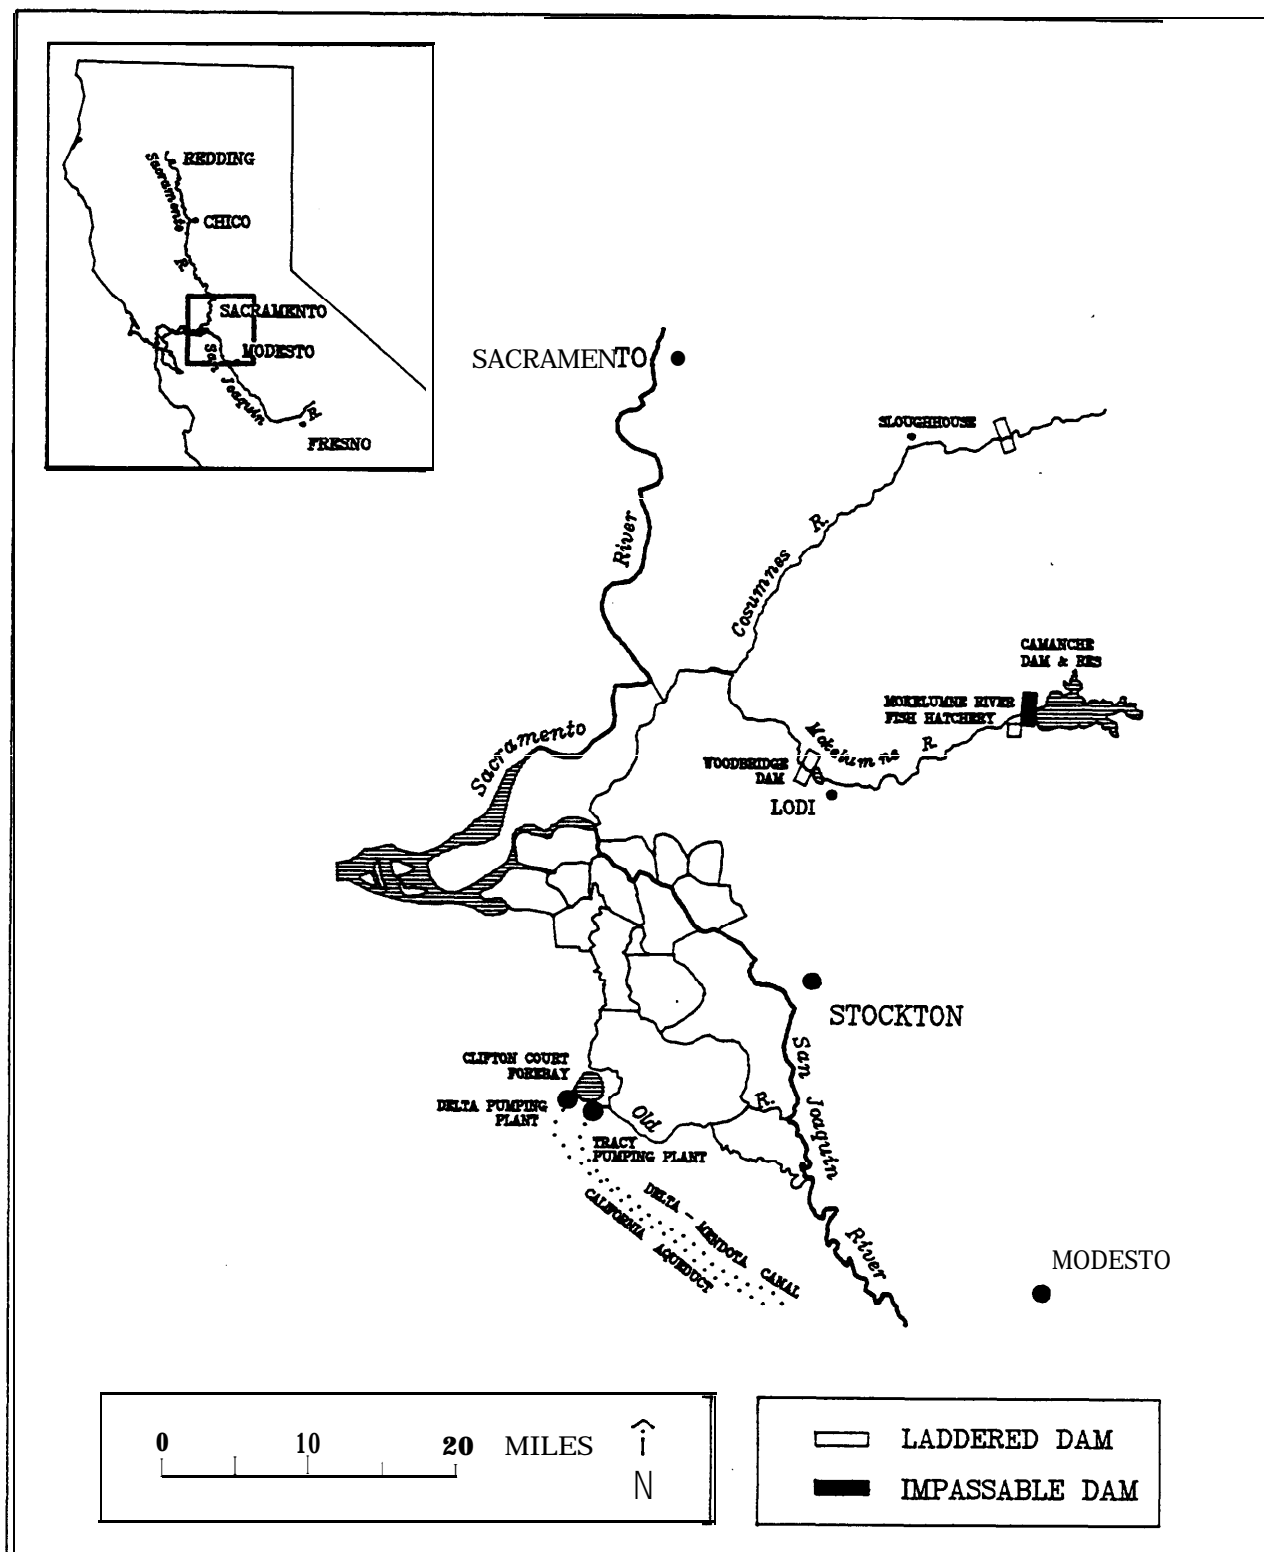 REDDING
Sacramento
CHICO
R.
SACRAMENTO
MODESTO
San Joaquin
R.
FRESNO
SACRAMENTO
SLOUGHHOUSE
River
R.
Cosumnes
CAMANCHE
DAM & RES
MOKELUMNE RIVER
FISH HATCHERY
Sacramento
Mokelumne
R.
WOODBRIDGE
DAM
LODI
STOCKTON
San Joaquin
CLIFTON COURT
FOREBAY
DELTA PUMPING
PLANT
Old
R.
TRACY
PUMPING PLANT
DELTA - MENDOTA CANAL
CALIFORNIA AQUEDUCT
River
MODESTO
0 10 20 MILES
N
LADDERED DAM
IMPASSABLE DAM